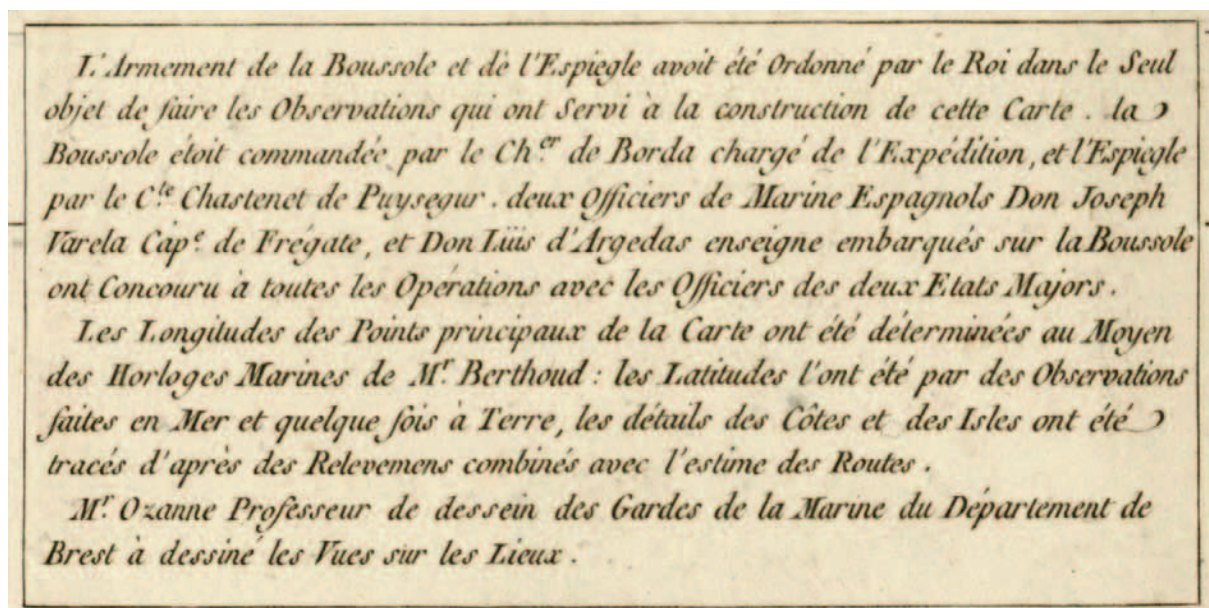 L'Armement de la Boussole et de l'Espiegle avoit été Ordonné par le Roi dans le Seul
objet de faire les Observations qui ont Servi à la construction de cette Carte. la
Boussole étoit commandée par le Ch.er de Borda chargé de l'Expédition, et l'Espiegle
par le C.te Chastenet de Puysegur. deux Officiers de Marine Espagnols Don Joseph
Varela Cap.e de Frégate, et Don Lüis d'Argedas enseigne embarqués sur la Boussole
ont Concouru à toutes les Opérations avec les Officiers des deux Etats Majors.
Les Longitudes des Points principaux de la Carte ont été déterminées au Moyen
des Horloges Marines de M.r Berthoud : les Latitudes l'ont été par des Observations
faites en Mer et quelque fois à Terre, les détails des Côtes et des Isles ont été
tracés d'après des Relevemens combinés avec l'estime des Routes.
M.r Ozanne Professeur de dessein des Gardes de la Marine du Département de
Brest à dessiné les Vues sur les Lieux.